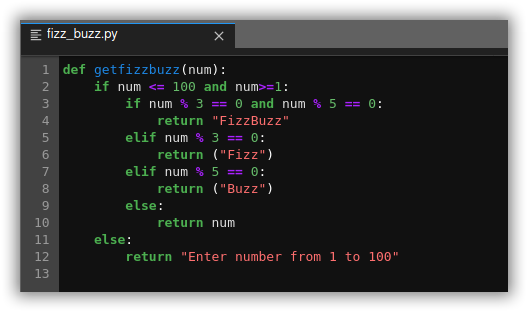 fizz_buzz.py
1 def getfizzbuzz(num):
2     if num <= 100 and num>=1:
3         if num % 3 == 0 and num % 5 == 0:
4             return "FizzBuzz"
5         elif num % 3 == 0:
6             return ("Fizz")
7         elif num % 5 == 0:
8             return ("Buzz")
9         else:
10             return num
11     else:
12         return "Enter number from 1 to 100"
13